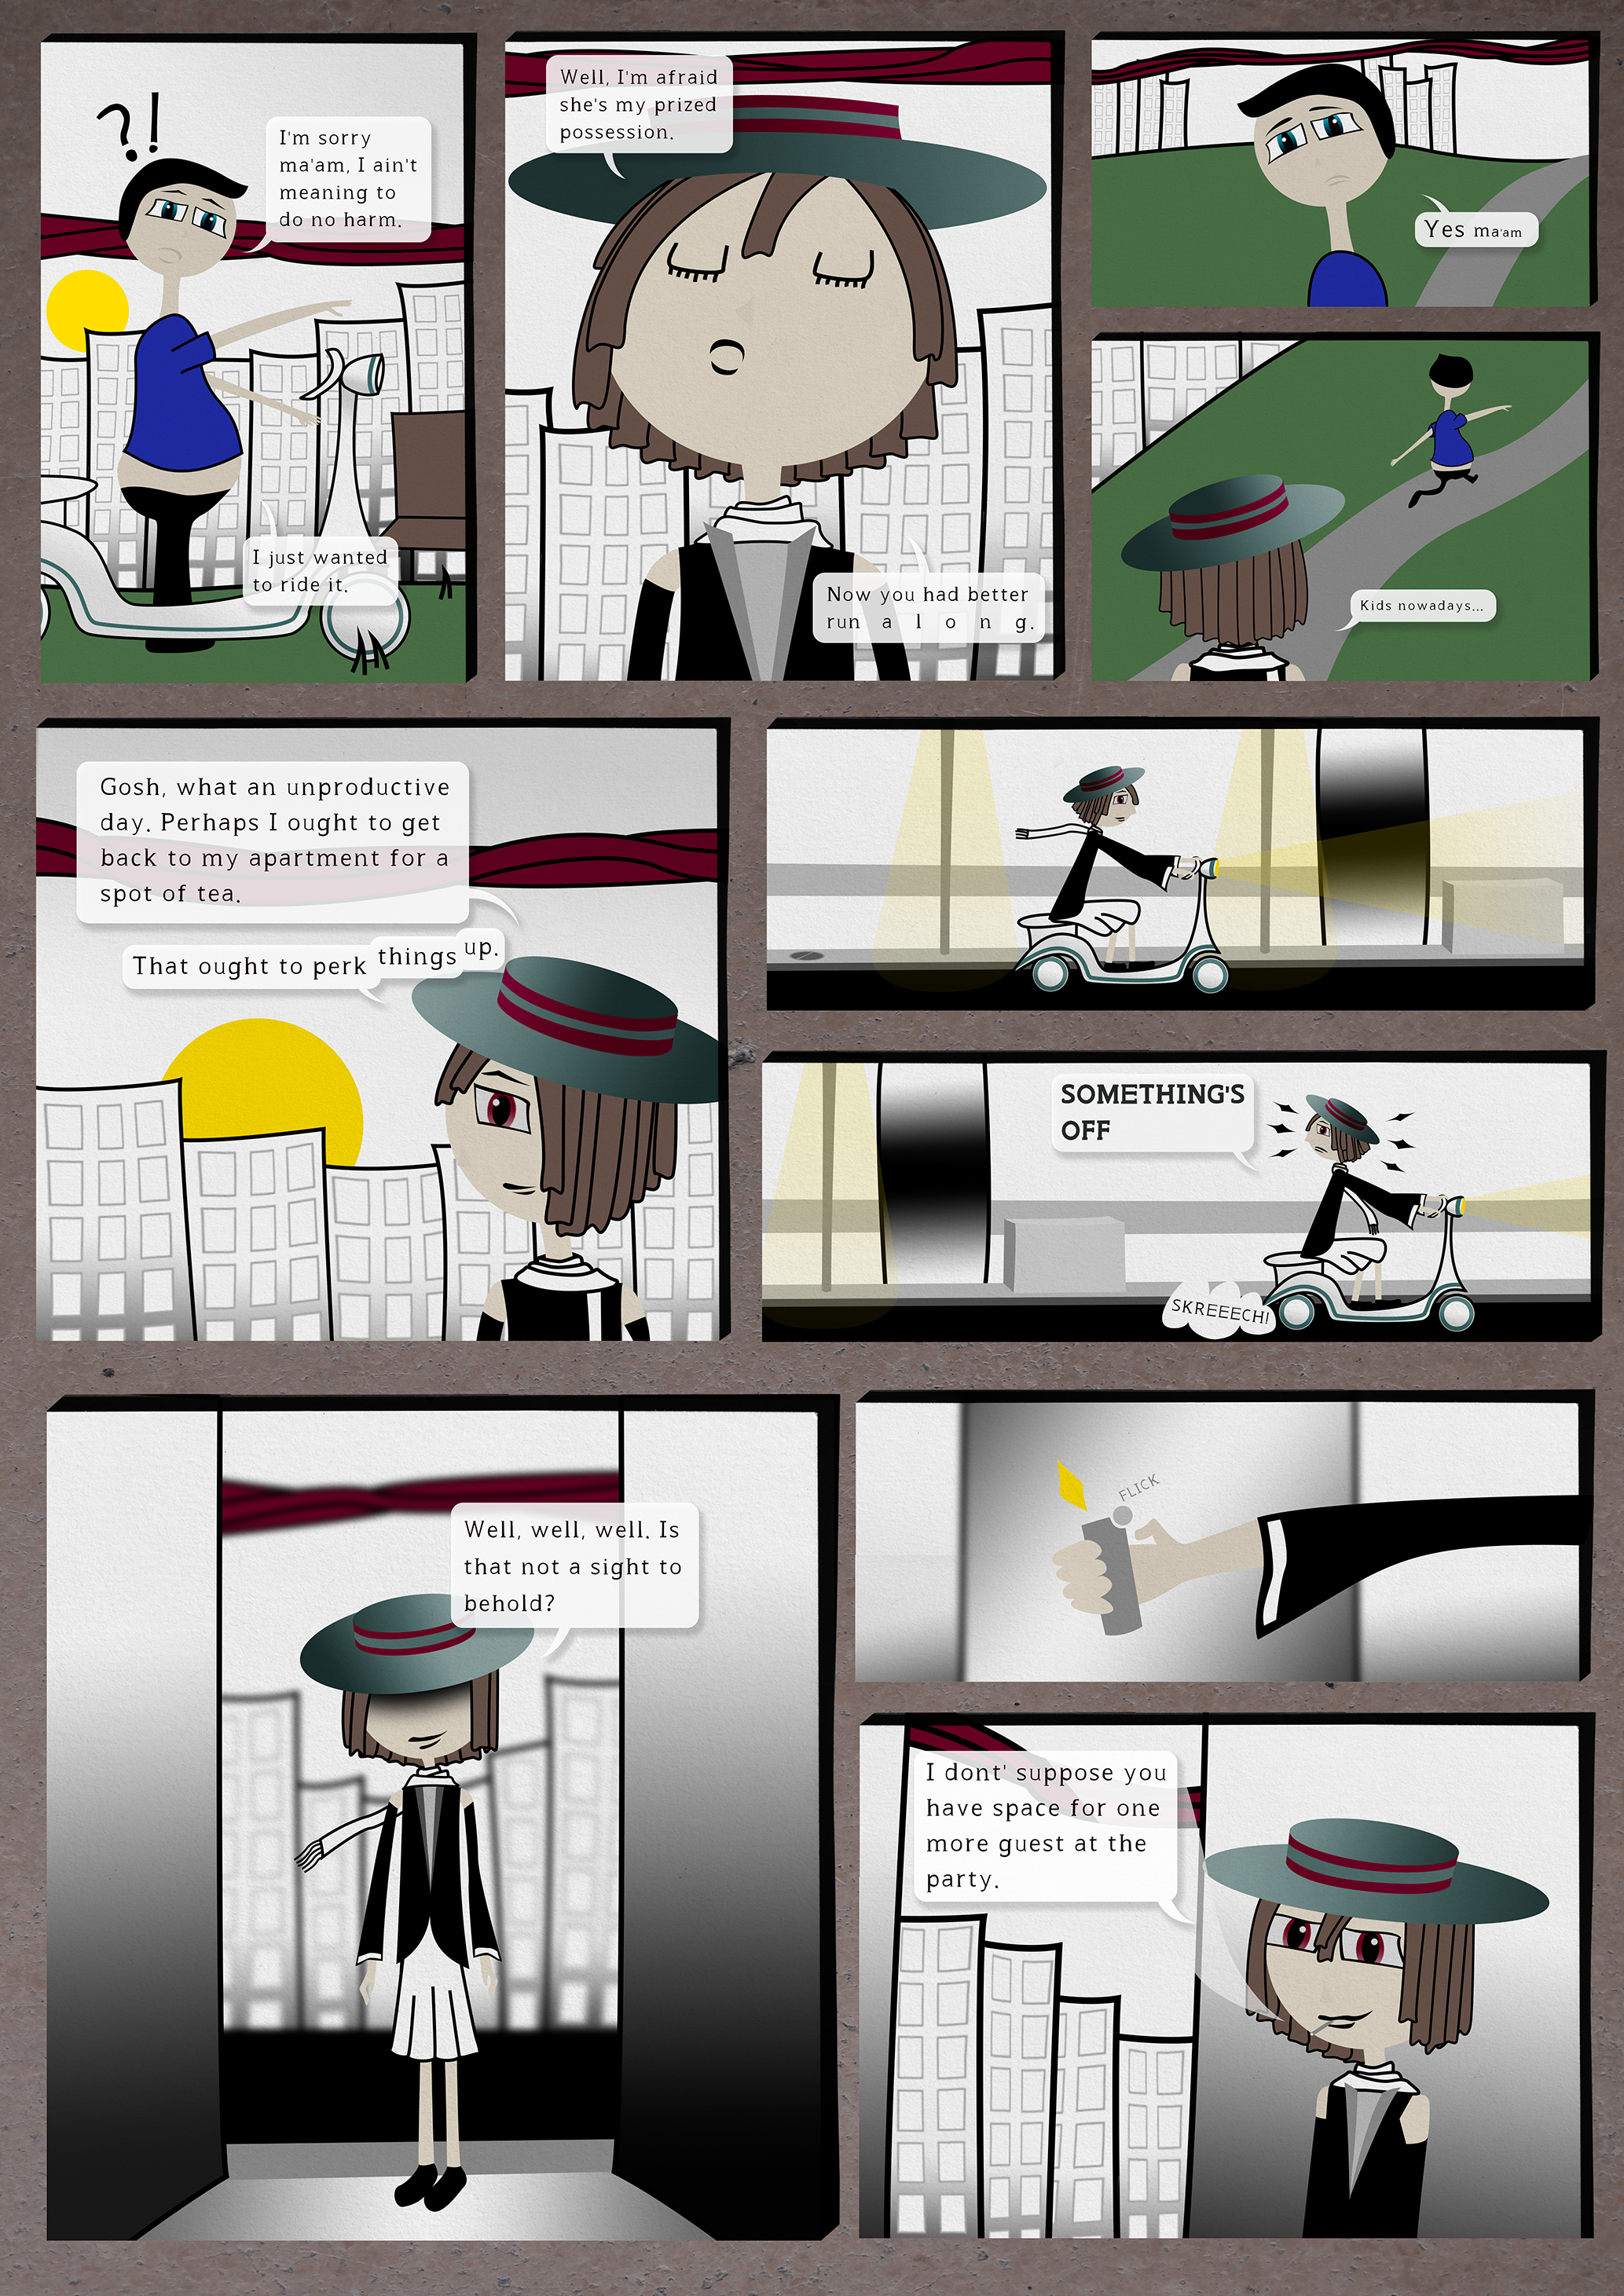 ?!
I'm sorry
ma'am, I ain't
meaning to
do no harm.
I just wanted
to ride it.
Well, I'm afraid
she's my prized
possession.
Now you had better
run a l o n g.
Yes ma'am
Kids nowadays...
Gosh, what an unproductive
day. Perhaps I ought to get
back to my apartment for a
spot of tea.
That ought to perk things up.
SOMETHING'S
OFF
SKREEECH!
Well, well, well. Is
that not a sight to
behold?
FLICK
I dont' suppose you
have space for one
more guest at the
party.